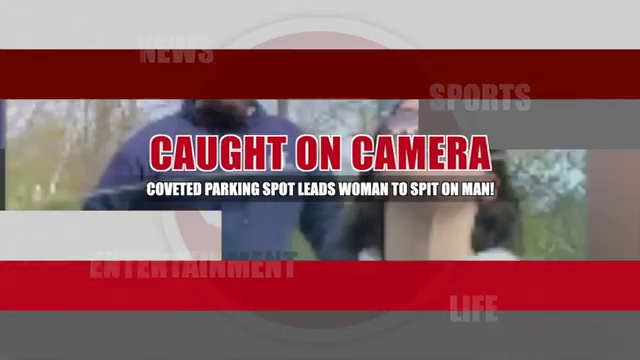 NEWS
SPORTS
CAUGHT ON CAMERA
COVETED PARKING SPOT LEADS WOMAN TO SPIT ON MAN!
ENTERTAINMENT
LIFE